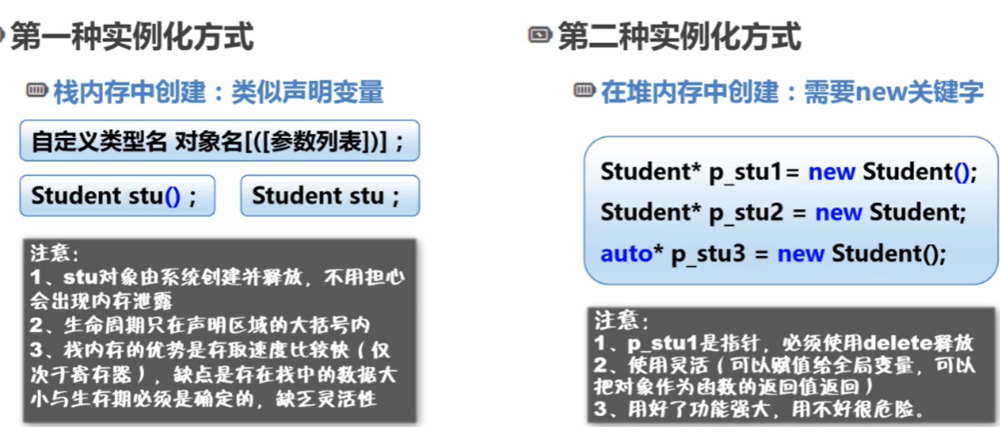 第一种实例化方式
栈内存中创建：类似声明变量
自定义类型名 对象名[([参数列表])]；
Student stu()；
Student stu；
注意：
1、stu对象由系统创建并释放，不用担心
会出现内存泄露
2、生命周期只在声明区域的大括号内
3、栈内存的优势是存取速度比较快（仅
次于寄存器），缺点是存在栈中的数据大
小与生存期必须是确定的，缺乏灵活性
第二种实例化方式
在堆内存中创建：需要new关键字
Student* p_stu1= new Student();
Student* p_stu2 = new Student;
auto* p_stu3 = new Student();
注意：
1、p_stu1是指针，必须使用delete释放
2、使用灵活（可以赋值给全局变量，可以
把对象作为函数的返回值返回）
3、用好了功能强大，用不好很危险。